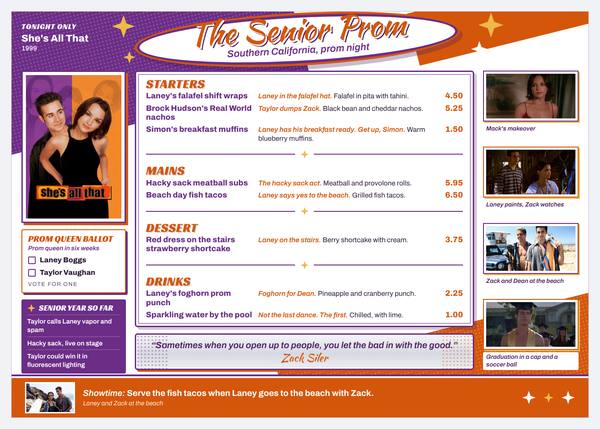 TONIGHT ONLY
She's All That
1999
The Senior Prom
Southern California, prom night
she's all that
PROM QUEEN BALLOT
Prom queen in six weeks
Laney Boggs
Taylor Vaughan
VOTE FOR ONE
SENIOR YEAR SO FAR
Taylor calls Laney vapor and
spam
Hacky sack, live on stage
Taylor could win it in
fluorescent lighting
STARTERS
Laney's falafel shift wraps Laney in the falafel hat. Falafel in pita with tahini. 4.50
Brock Hudson's Real World Taylor dumps Zack. Black bean and cheddar nachos. 5.25
nachos
Simon's breakfast muffins Laney has his breakfast ready. Get up, Simon. Warm 1.50
blueberry muffins.
MAINS
Hacky sack meatball subs The hacky sack act. Meatball and provolone rolls. 5.95
Beach day fish tacos Laney says yes to the beach. Grilled fish tacos. 6.50
DESSERT
Red dress on the stairs Laney on the stairs. Berry shortcake with cream. 3.75
strawberry shortcake
DRINKS
Laney's foghorn prom Foghorn for Dean. Pineapple and cranberry punch. 2.25
punch
Sparkling water by the pool Not the last dance. The first. Chilled, with lime. 1.00
"Sometimes when you open up to people, you let the bad in with the good."
Zack Siler
Mack's makeover
Laney paints, Zack watches
Zack and Dean at the beach
Graduation in a cap and a
soccer ball
Showtime: Serve the fish tacos when Laney goes to the beach with Zack.
Laney and Zack at the beach